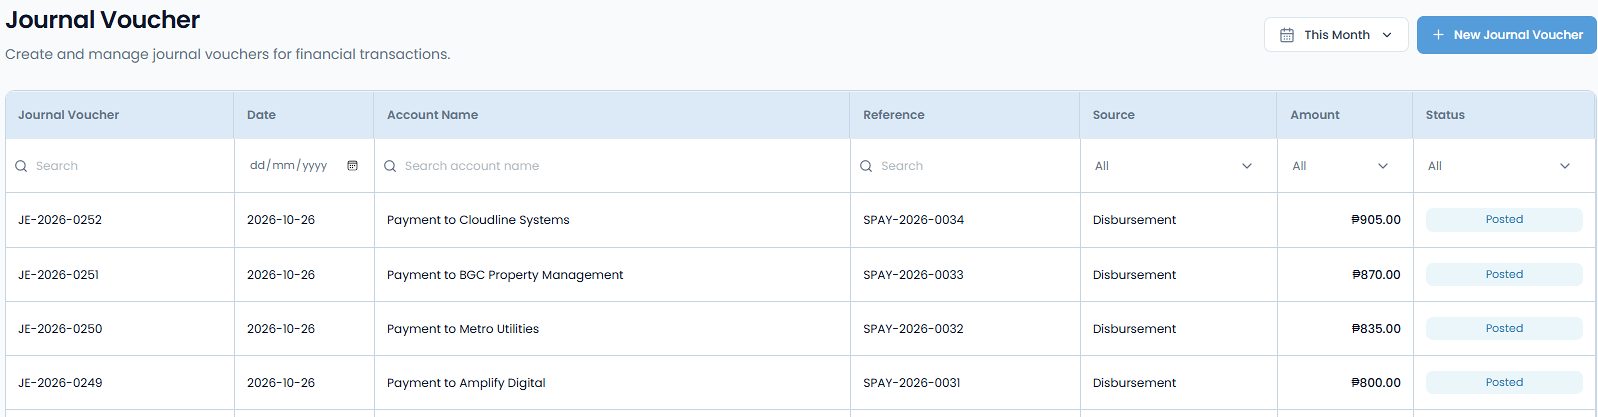 Journal Voucher
Create and manage journal vouchers for financial transactions.
This Month
New Journal Voucher
Journal Voucher Date Account Name Reference Source Amount Status
Search dd/mm/yyyy Search account name Search All All All
JE-2026-0252 2026-10-26 Payment to Cloudline Systems SPAY-2026-0034 Disbursement ₱905.00 Posted
JE-2026-0251 2026-10-26 Payment to BGC Property Management SPAY-2026-0033 Disbursement ₱870.00 Posted
JE-2026-0250 2026-10-26 Payment to Metro Utilities SPAY-2026-0032 Disbursement ₱835.00 Posted
JE-2026-0249 2026-10-26 Payment to Amplify Digital SPAY-2026-0031 Disbursement ₱800.00 Posted